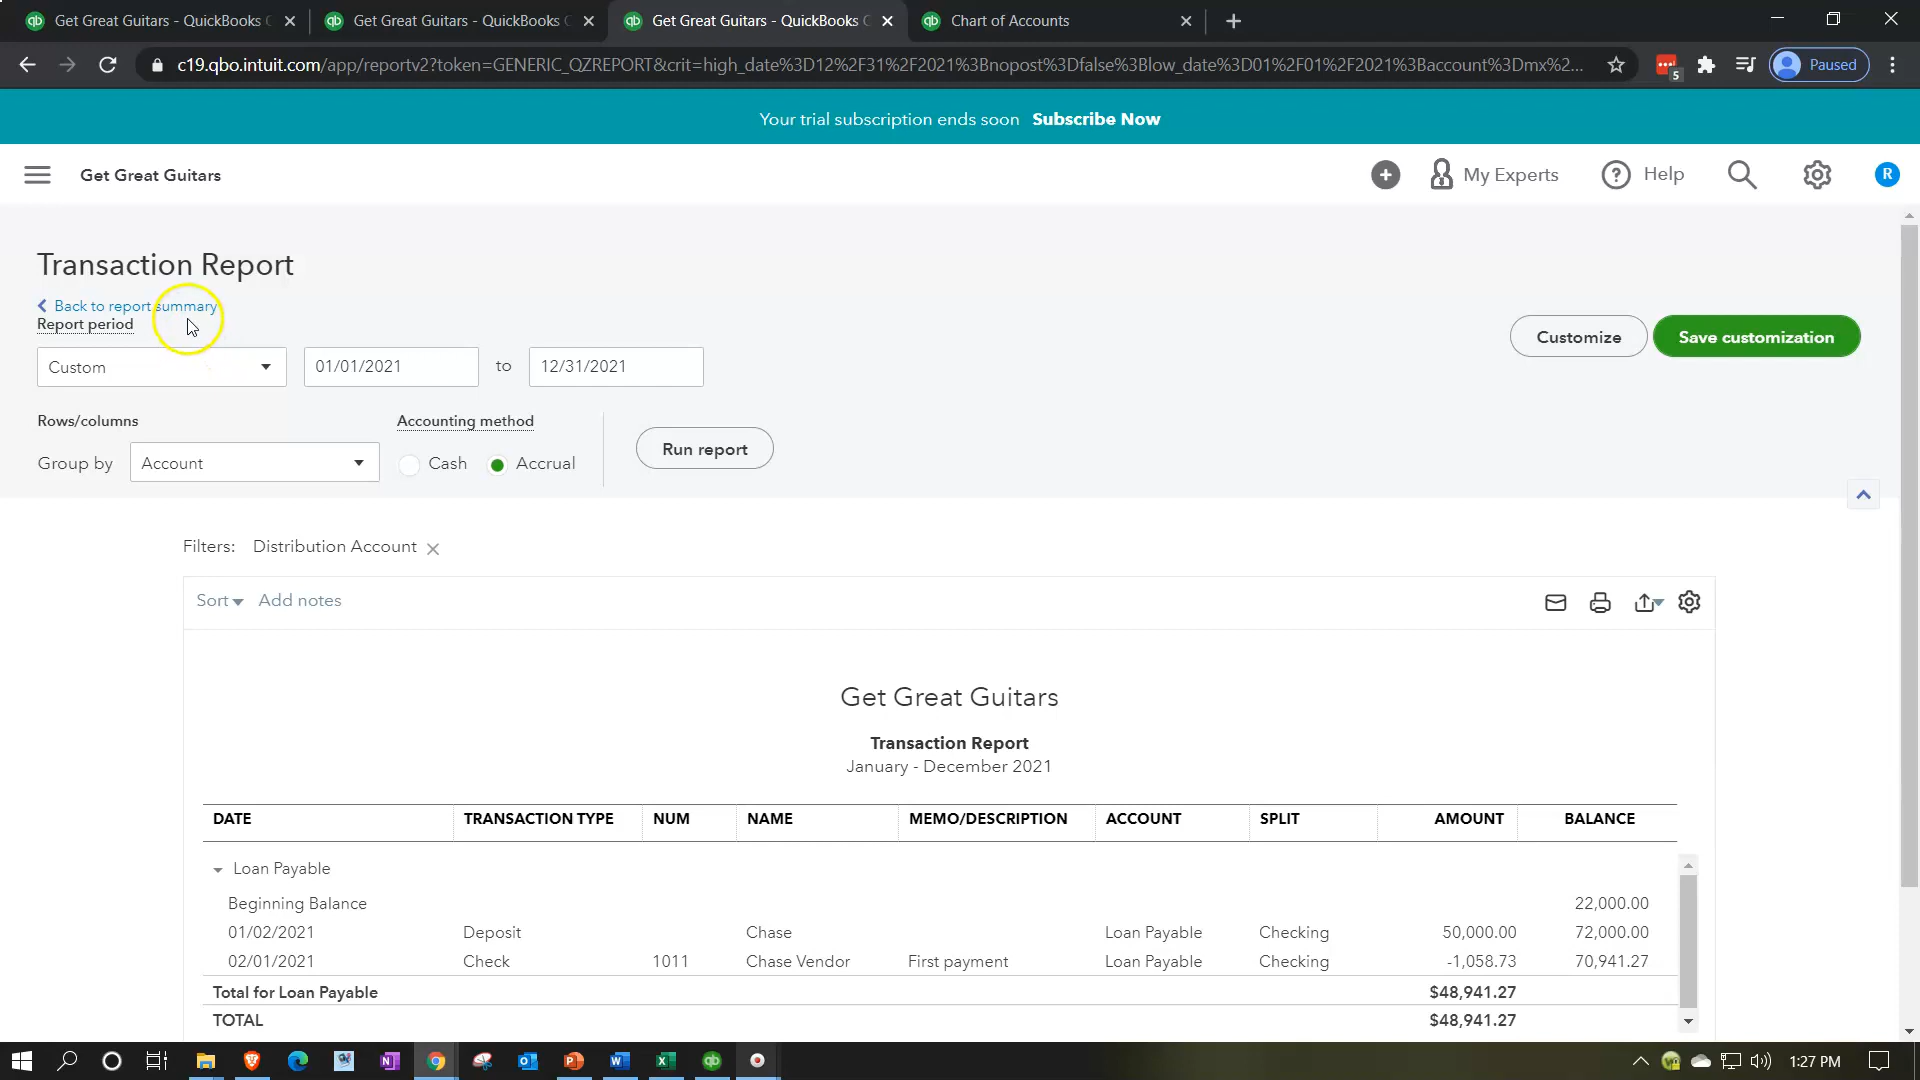 Get Great Guitars - QuickBooks C
Get Great Guitars - QuickBooks C
Get Great Guitars - QuickBooks C
Chart of Accounts
c19.qbo.intuit.com/app/reportv2?token=GENERIC_QZREPORT&crit=high_date%3D12%2F31%2F2021%3Bnopost%3Dfalse%3Blow_date%3D01%2F01%2F2021%3Baccount%3Dmx%2...
5
Paused
Your trial subscription ends soon Subscribe Now
Get Great Guitars
My Experts
Help
R
Transaction Report
Back to report summary
Report period
Custom
01/01/2021 to 12/31/2021
Customize
Save customization
Rows/columns
Accounting method
Group by Account
Cash
Accrual
Run report
Filters: Distribution Account
Sort
Add notes
Get Great Guitars
Transaction Report
January - December 2021
DATE TRANSACTION TYPE NUM NAME MEMO/DESCRIPTION ACCOUNT SPLIT AMOUNT BALANCE
Loan Payable
Beginning Balance 22,000.00
01/02/2021 Deposit Chase Loan Payable Checking 50,000.00 72,000.00
02/01/2021 Check 1011 Chase Vendor First payment Loan Payable Checking -1,058.73 70,941.27
Total for Loan Payable $48,941.27
TOTAL $48,941.27
1:27 PM